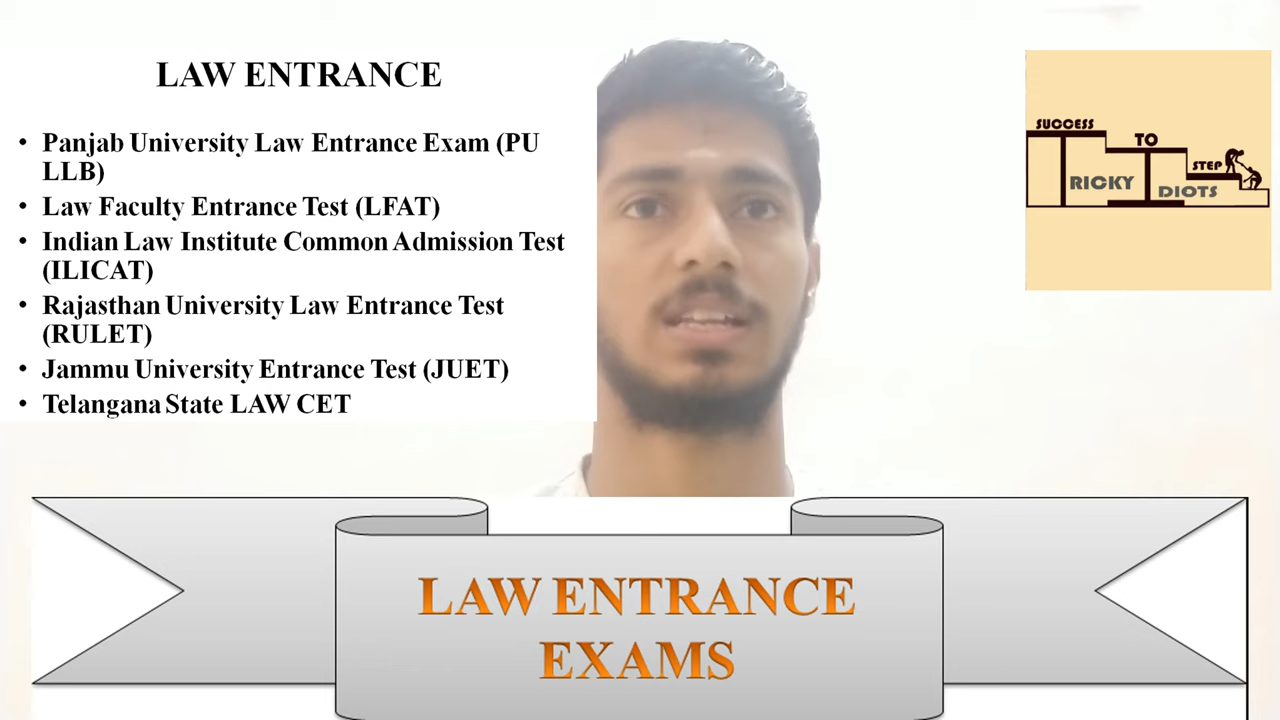 LAW ENTRANCE
• Panjab University Law Entrance Exam (PU
LLB)
• Law Faculty Entrance Test (LFAT)
• Indian Law Institute Common Admission Test
(ILICAT)
• Rajasthan University Law Entrance Test
(RULET)
• Jammu University Entrance Test (JUET)
• Telangana State LAW CET
SUCCESS
TO
STEP
RICKY
DIOTS
LAW ENTRANCE
EXAMS